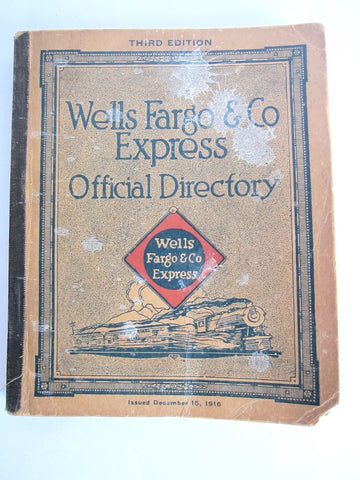 THIRD EDITION
Wells Fargo & Co
Express
Official Directory
Wells
Fargo & Co
Express
Issued December 15, 1916